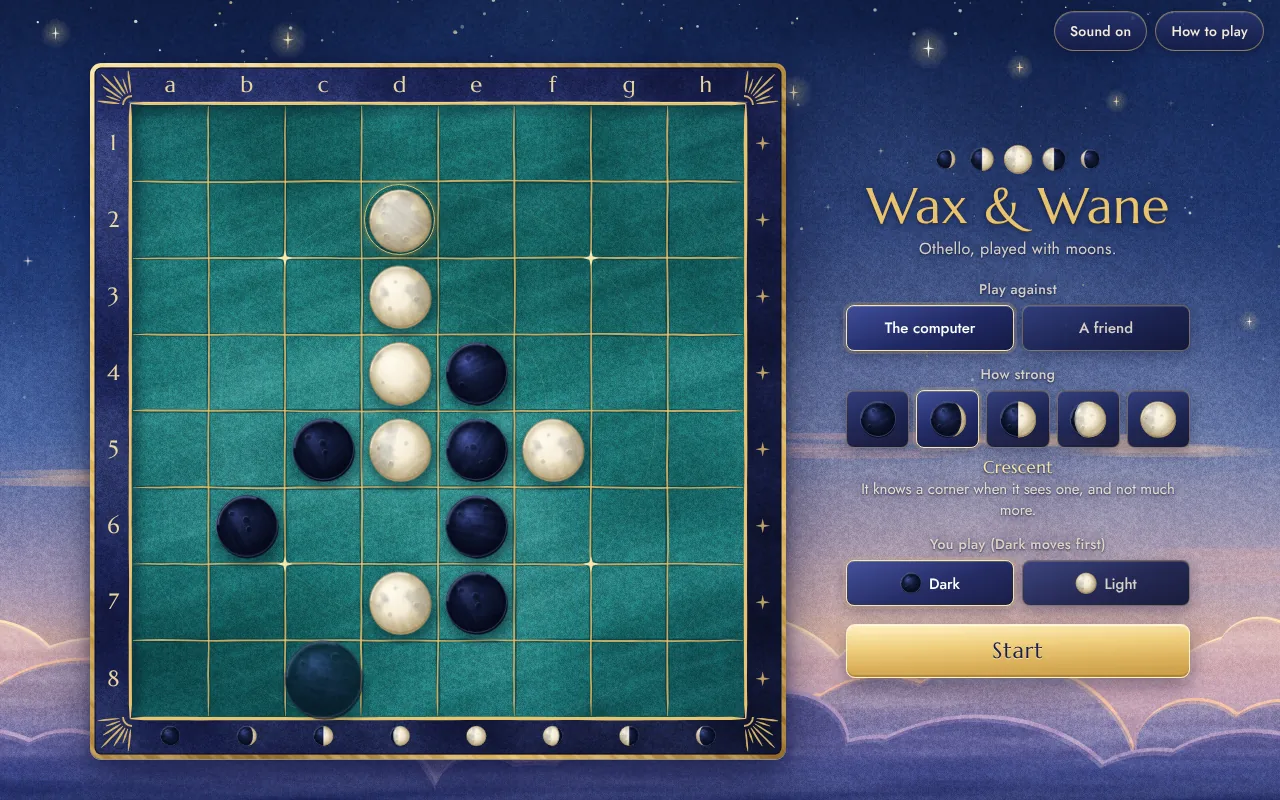 Sound on
How to play
a b c d e f g h
1
2
3
4
5
6
7
8
Wax & Wane
Othello, played with moons.
Play against
The computer
A friend
How strong
Crescent
It knows a corner when it sees one, and not much
more.
You play (Dark moves first)
Dark
Light
Start